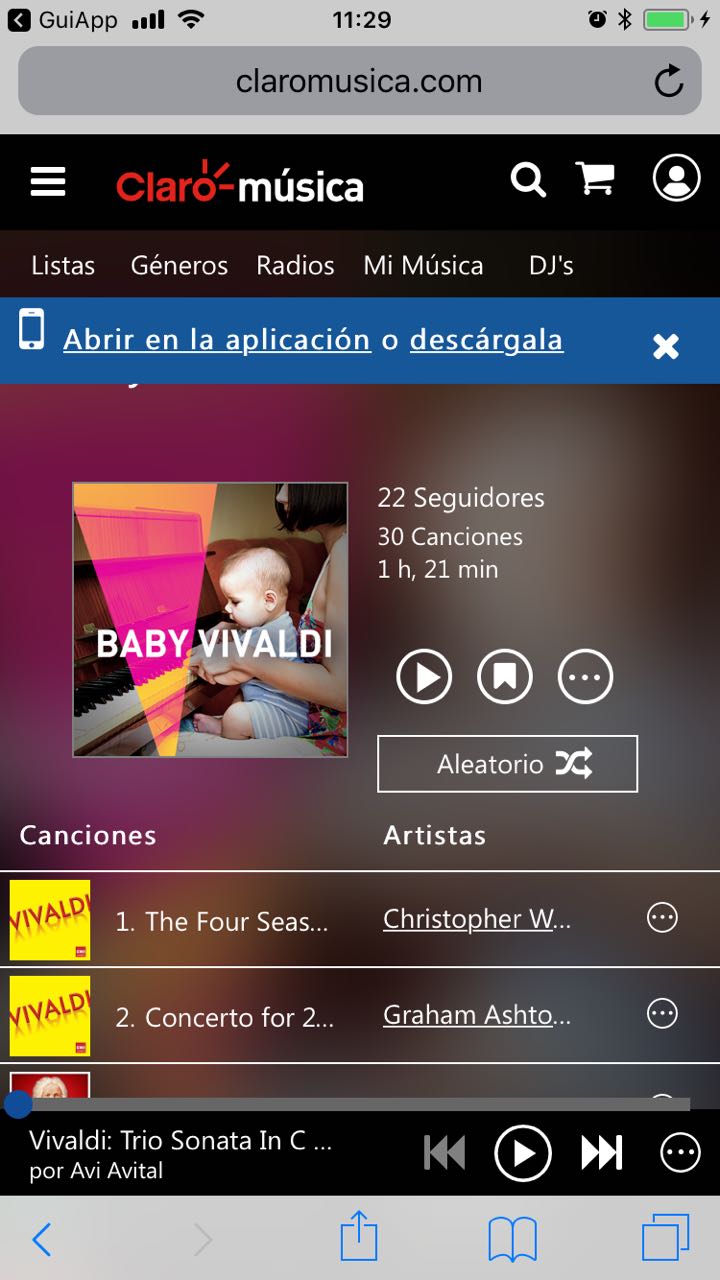 GuiApp
11:29
claromusica.com
Claro música
Listas Géneros Radios Mi Música DJ's
Abrir en la aplicación o descárgala
22 Seguidores
30 Canciones
1 h, 21 min
BABY VIVALDI
Aleatorio
Canciones Artistas
VIVALDI
1. The Four Seas... Christopher W...
VIVALDI
2. Concerto for 2... Graham Ashto...
Vivaldi: Trio Sonata In C ...
por Avi Avital